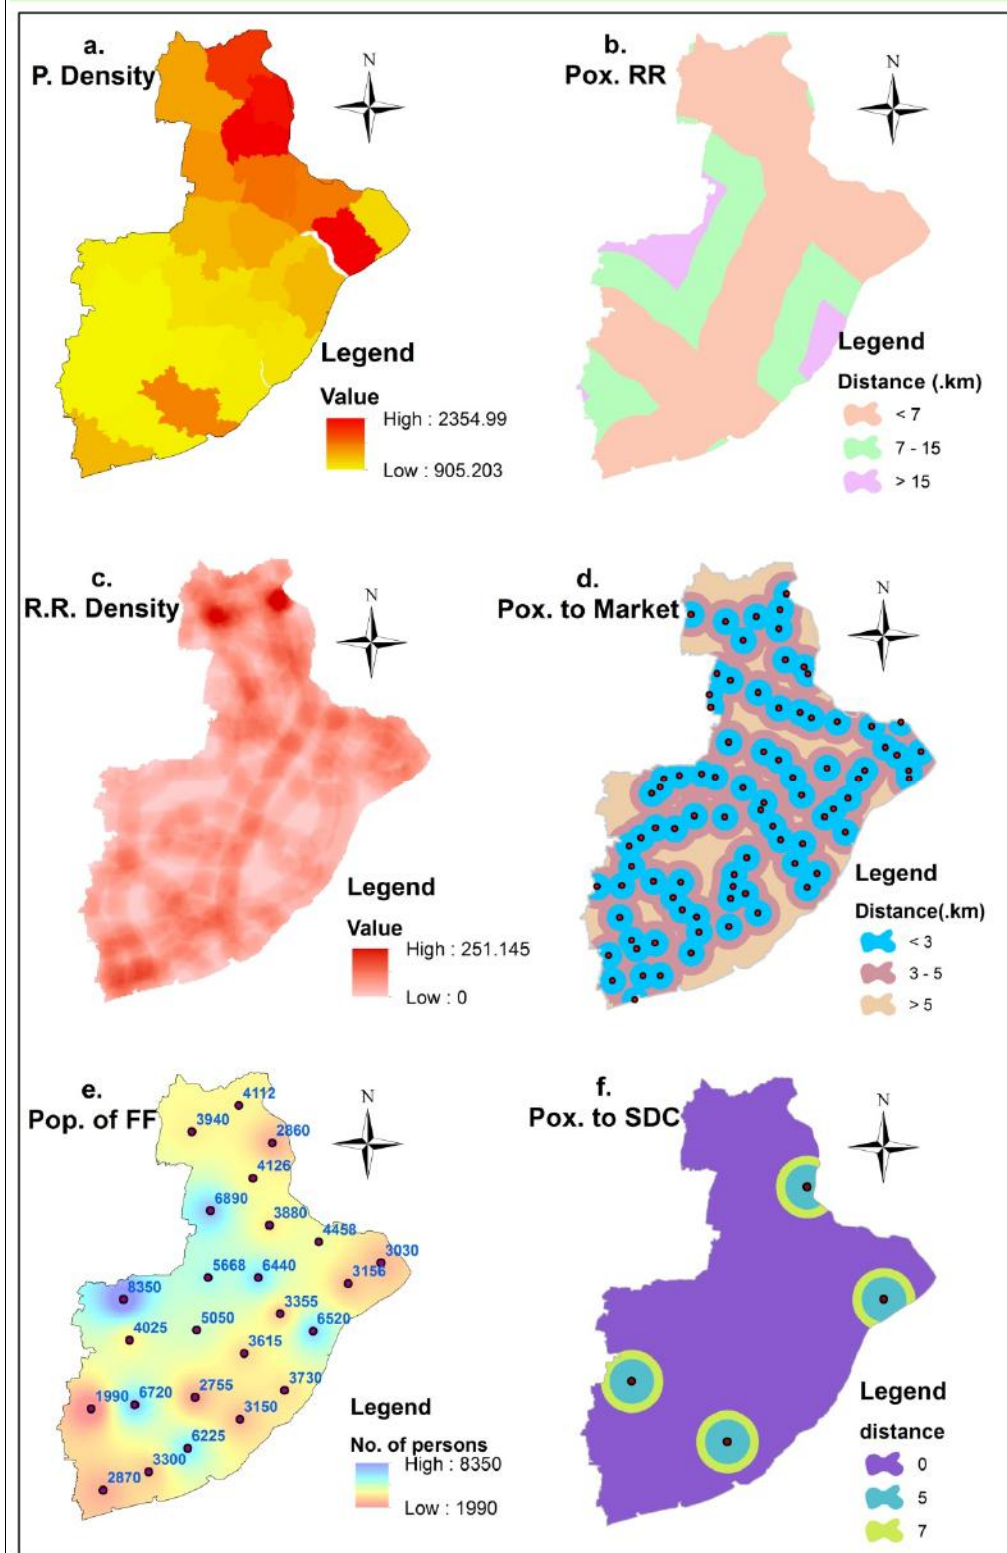 a.
P. Density
N
Legend
Value
High : 2354.99
Low : 905.203
b.
Pox. RR
N
Legend
Distance (.km)
< 7
7 - 15
> 15
c.
R.R. Density
N
Legend
Value
High : 251.145
Low : 0
d.
Pox. to Market
N
Legend
Distance(.km)
< 3
3 - 5
> 5
e.
Pop. of FF
N
4112
3940
2860
4126
6890
3880
4458
3030
5668
6440
3156
8350
3355
5050
6520
4025
3615
3730
2755
1990
6720
3150
6225
3300
2870
Legend
No. of persons
High : 8350
Low : 1990
f.
Pox. to SDC
N
Legend
distance
0
5
7